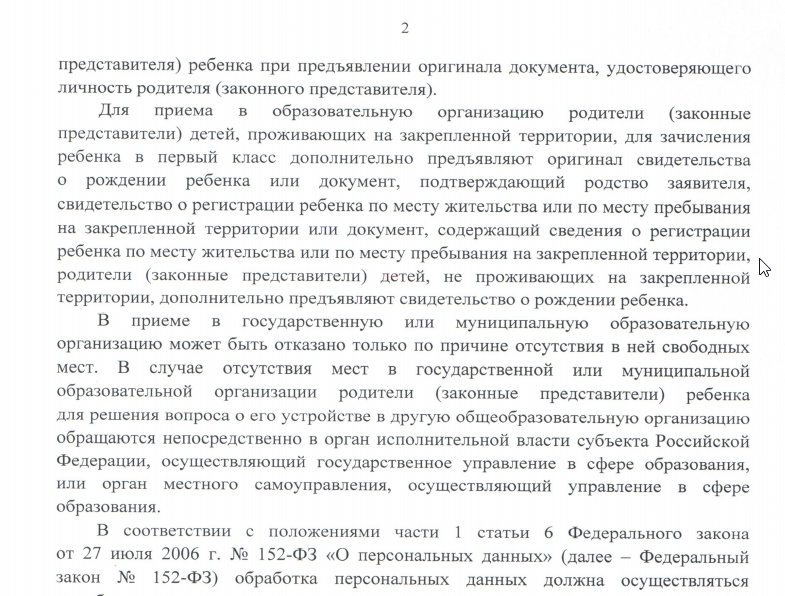 2
представителя) ребенка при предъявлении оригинала документа, удостоверяющего
личность родителя (законного представителя).
Для приема в образовательную организацию родители (законные
представители) детей, проживающих на закрепленной территории, для зачисления
ребенка в первый класс дополнительно предъявляют оригинал свидетельства
о рождении ребенка или документ, подтверждающий родство заявителя,
свидетельство о регистрации ребенка по месту жительства или по месту пребывания
на закрепленной территории или документ, содержащий сведения о регистрации
ребенка по месту жительства или по месту пребывания на закрепленной территории,
родители (законные представители) детей, не проживающих на закрепленной
территории, дополнительно предъявляют свидетельство о рождении ребенка.
В приеме в государственную или муниципальную образовательную
организацию может быть отказано только по причине отсутствия в ней свободных
мест. В случае отсутствия мест в государственной или муниципальной
образовательной организации родители (законные представители) ребенка
для решения вопроса о его устройстве в другую общеобразовательную организацию
обращаются непосредственно в орган исполнительной власти субъекта Российской
Федерации, осуществляющий государственное управление в сфере образования,
или орган местного самоуправления, осуществляющий управление в сфере
образования.
В соответствии с положениями части 1 статьи 6 Федерального закона
от 27 июля 2006 г. № 152-ФЗ «О персональных данных» (далее – Федеральный
закон № 152-ФЗ) обработка персональных данных должна осуществляться